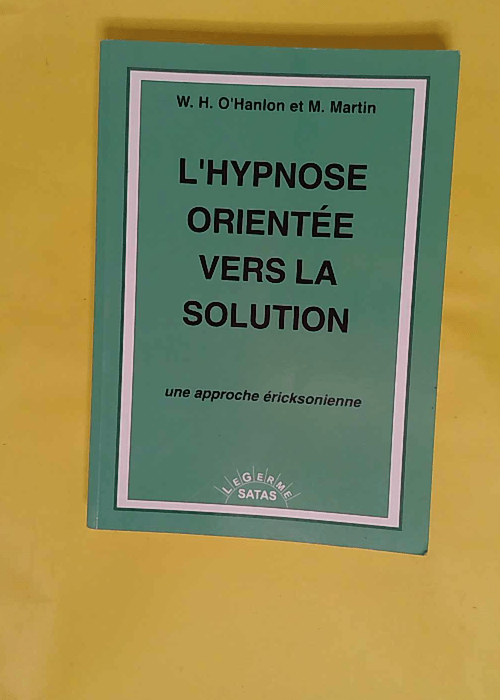 W. H. O'Hanlon et M. Martin
L'HYPNOSE
ORIENTÉE
VERS LA
SOLUTION
une approche éricksonienne
LE GERME
SATAS